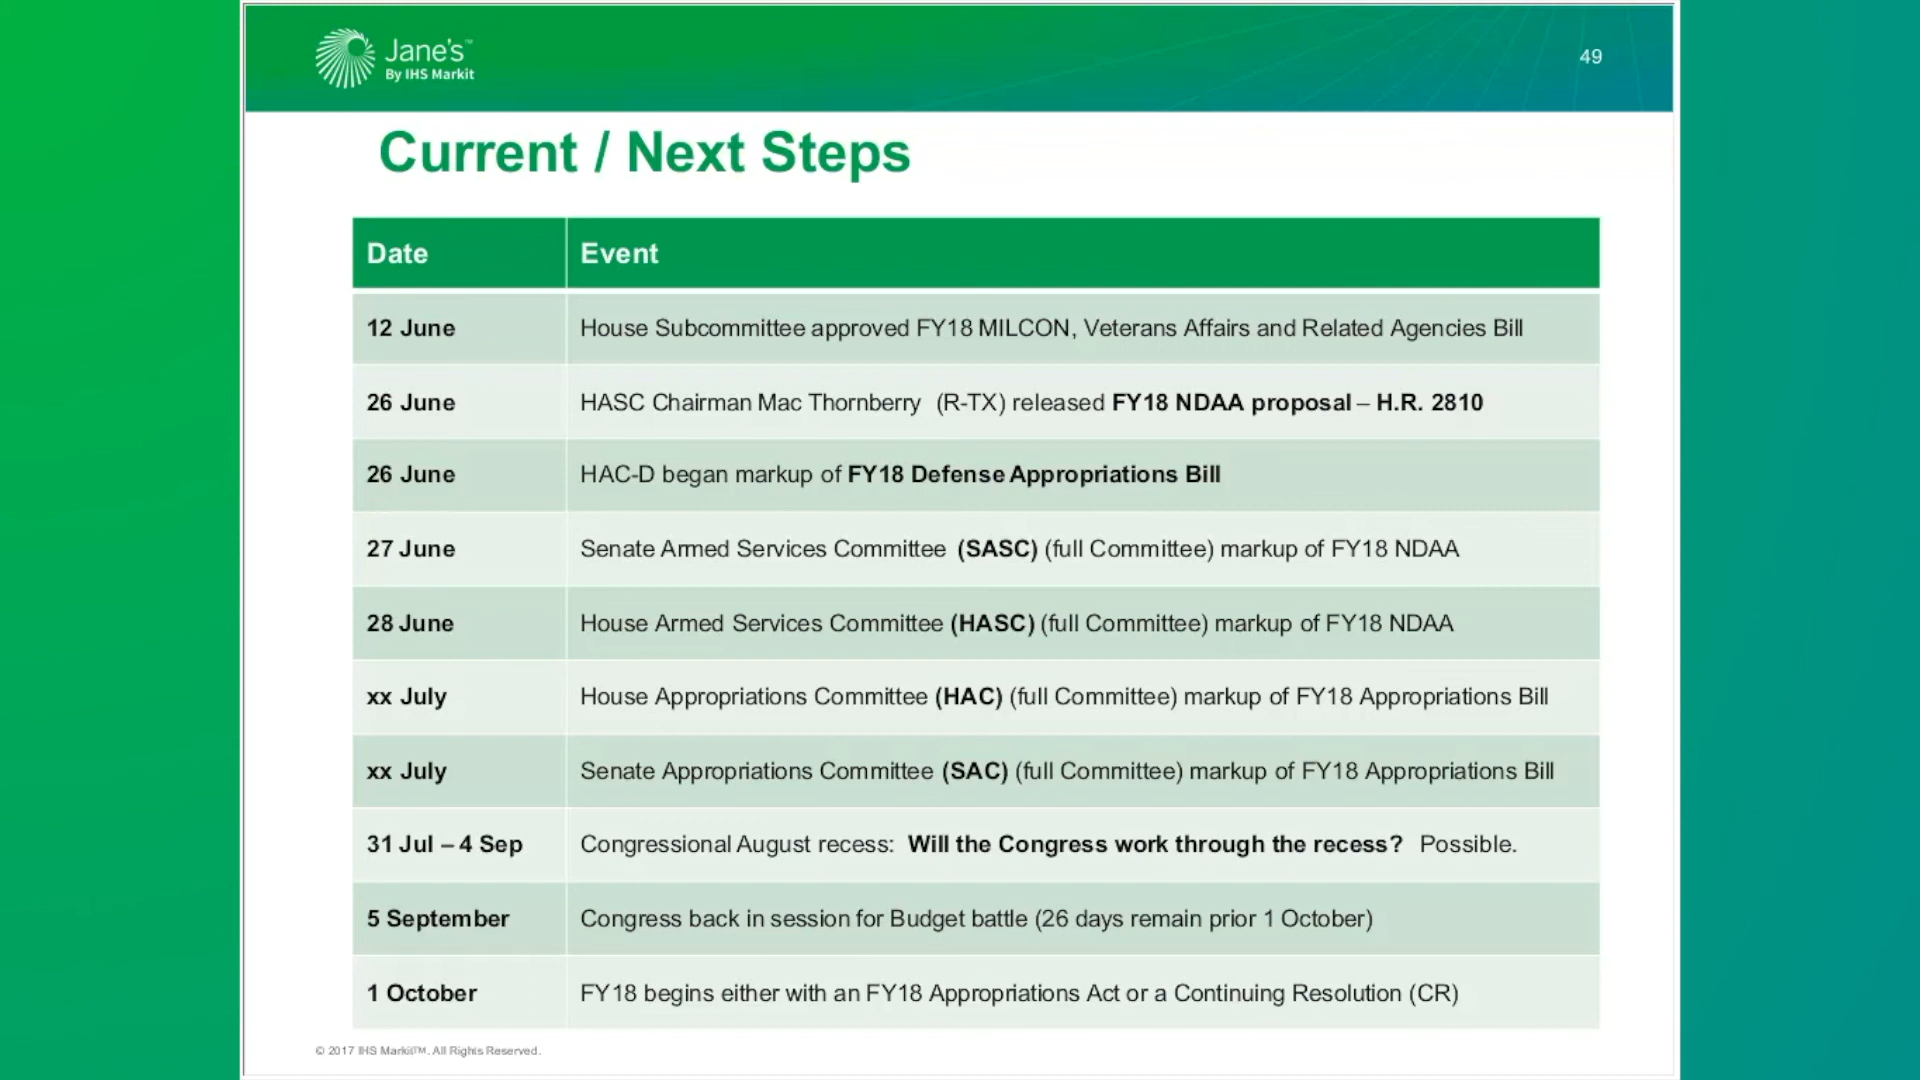 Jane's™
By IHS Markit
49
Current / Next Steps
Date Event
12 June House Subcommittee approved FY18 MILCON, Veterans Affairs and Related Agencies Bill
26 June HASC Chairman Mac Thornberry (R-TX) released FY18 NDAA proposal – H.R. 2810
26 June HAC-D began markup of FY18 Defense Appropriations Bill
27 June Senate Armed Services Committee (SASC) (full Committee) markup of FY18 NDAA
28 June House Armed Services Committee (HASC) (full Committee) markup of FY18 NDAA
xx July House Appropriations Committee (HAC) (full Committee) markup of FY18 Appropriations Bill
xx July Senate Appropriations Committee (SAC) (full Committee) markup of FY18 Appropriations Bill
31 Jul – 4 Sep Congressional August recess: Will the Congress work through the recess? Possible.
5 September Congress back in session for Budget battle (26 days remain prior 1 October)
1 October FY18 begins either with an FY18 Appropriations Act or a Continuing Resolution (CR)
© 2017 IHS Markit™. All Rights Reserved.